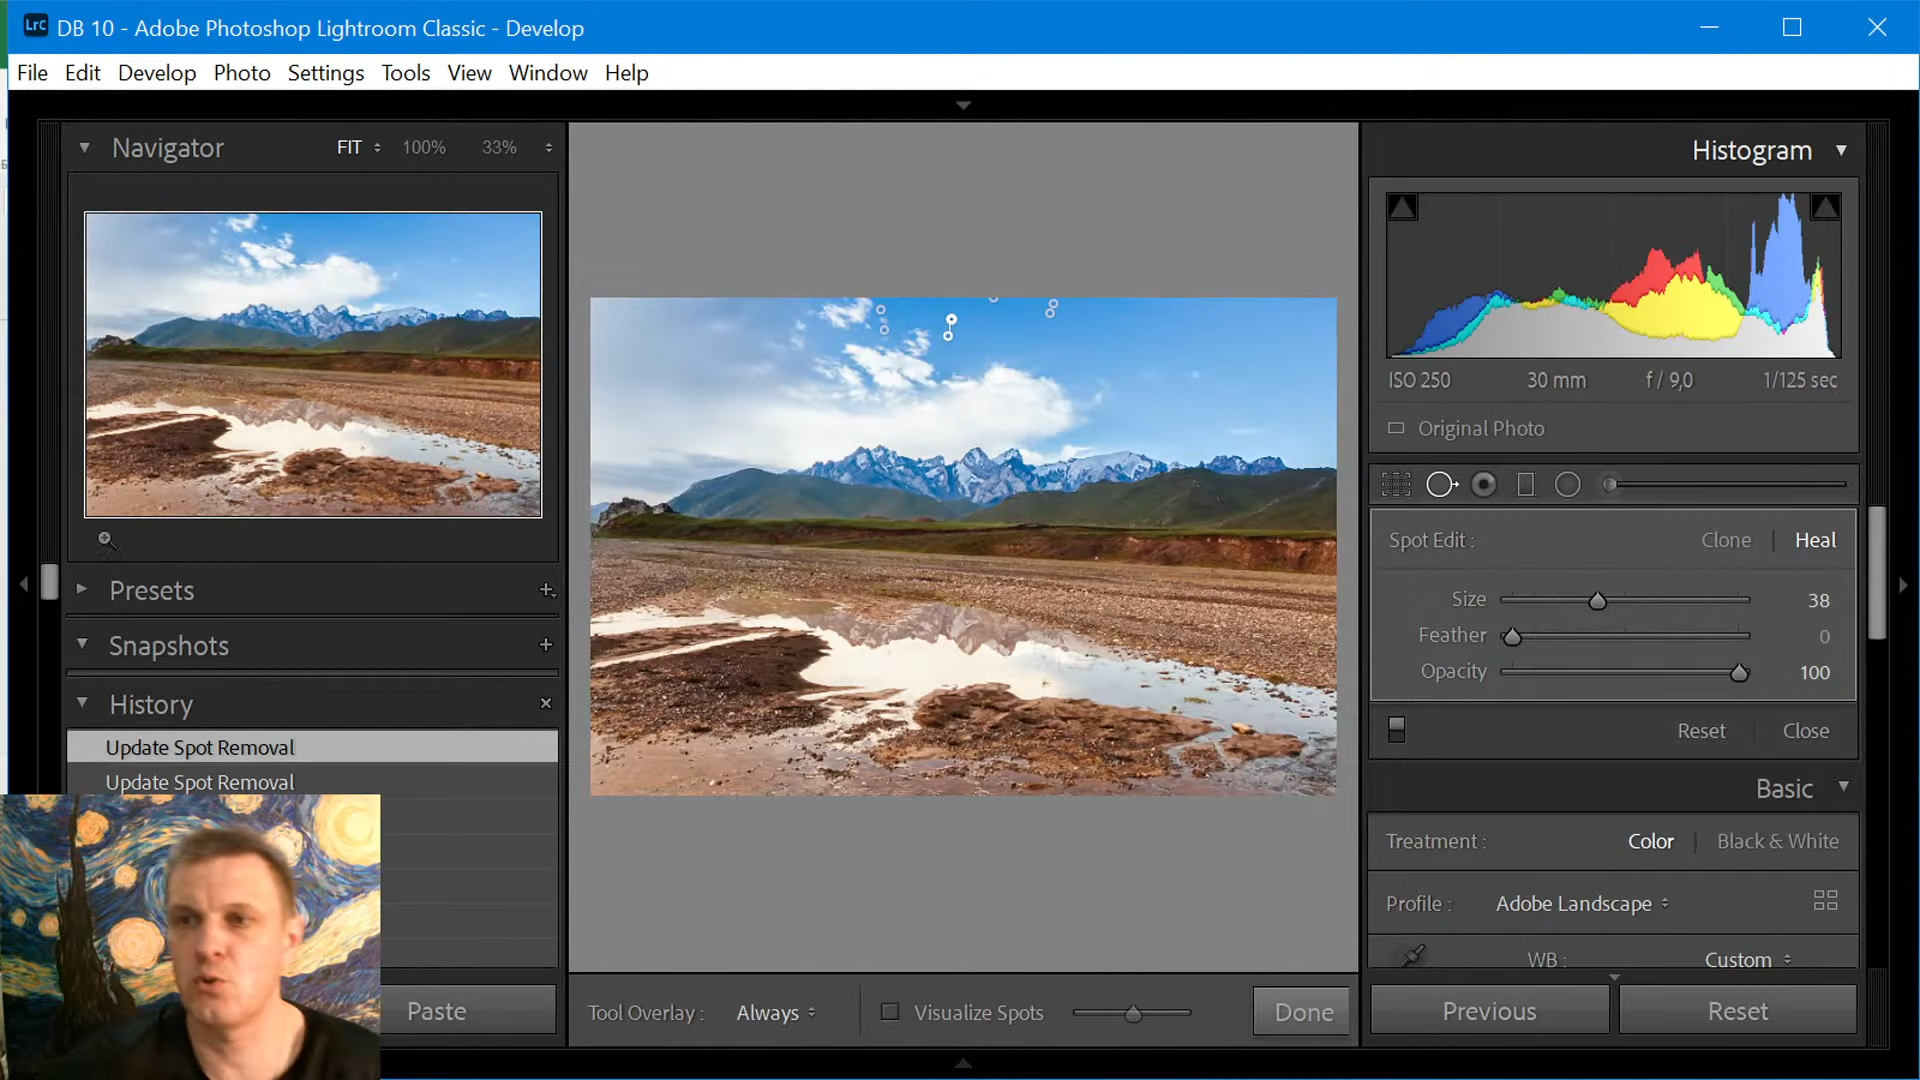 Lrc DB 10 - Adobe Photoshop Lightroom Classic - Develop
File Edit Develop Photo Settings Tools View Window Help
Navigator FIT 100% 33%
Histogram
ISO 250 30 mm f / 9,0 1/125 sec
Original Photo
Spot Edit : Clone Heal
Size 38
Feather 0
Opacity 100
Reset Close
Presets
Snapshots
History
Update Spot Removal
Update Spot Removal
Paste
Tool Overlay : Always Visualize Spots Done
Basic
Treatment : Color Black & White
Profile : Adobe Landscape
WB : Custom
Previous Reset